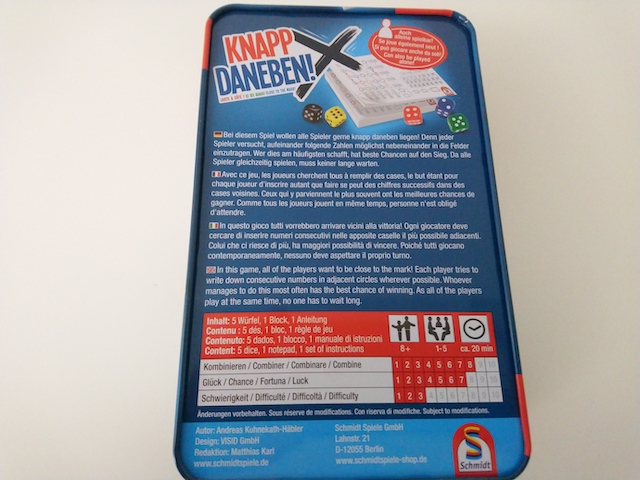 KNAPP
DANEBEN!
Auch
alleine spielbar!
Se joue également seul !
Si può giocare anche da soli!
Can also be played
alone!
Bei diesem Spiel wollen alle Spieler gerne knapp daneben liegen! Denn jeder
Spieler versucht, aufeinander folgende Zahlen möglichst nebeneinander in die Felder
einzutragen. Wer dies am häufigsten schafft, hat beste Chancen auf den Sieg. Da alle
Spieler gleichzeitig spielen, muss keiner lange warten.
Avec ce jeu, les joueurs cherchent tous à remplir des cases, le but étant pour
chaque joueur d'inscrire autant que faire se peut des chiffres successifs dans des
cases voisines. Ceux qui y parviennent le plus souvent ont les meilleures chances de
gagner. Comme tous les joueurs jouent en même temps, personne n'est obligé
d'attendre.
In questo gioco tutti vorrebbero arrivare vicini alla vittoria! Ogni giocatore deve
cercare di inserire numeri consecutivi nelle apposite caselle il più possibile adiacenti.
Colui che ci riesce di più, ha maggiori possibilità di vincere. Poiché tutti giocano
contemporaneamente, nessuno deve aspettare il proprio turno.
In this game, all of the players want to be close to the mark! Each player tries to
write down consecutive numbers in adjacent circles wherever possible. Whoever
manages to do this most often has the best chance of winning. As all of the players
play at the same time, no one has to wait long.
Inhalt: 5 Würfel, 1 Block, 1 Anleitung
Contenu : 5 dés, 1 bloc, 1 règle de jeu
Contenuto: 5 dados, 1 blocco, 1 manuale di istruzioni
Content: 5 dice, 1 notepad, 1 set of instructions
8+ 1-5 ca. 20 min
Kombinieren / Combiner / Combinare / Combine 1 2 3 4 5 6 7 8 9 10
Glück / Chance / Fortuna / Luck 1 2 3 4 5 6 7 8 9 10
Schwierigkeit / Difficulté / Difficoltà / Difficulty 1 2 3 4 5 6 7 8 9 10
Änderungen vorbehalten. Sous réserve de modifications. Con riserva di modifiche. Subject to modifications.
Autor: Andreas Kuhnekath-Häbler
Design: VISID GmbH
Redaktion: Matthias Karl
www.schmidtspiele.de
Schmidt Spiele GmbH
Lahnstr. 21
D-12055 Berlin
www.schmidtspiele-shop.de
Schmidt